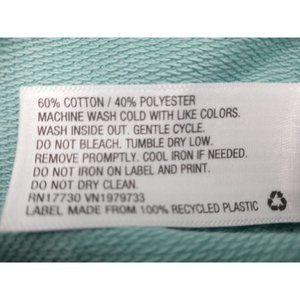 60% COTTON / 40% POLYESTER
MACHINE WASH COLD WITH LIKE COLORS.
WASH INSIDE OUT. GENTLE CYCLE.
DO NOT BLEACH. TUMBLE DRY LOW.
REMOVE PROMPTLY. COOL IRON IF NEEDED.
DO NOT IRON ON LABEL AND PRINT.
DO NOT DRY CLEAN.
RN17730 VN1979733
LABEL MADE FROM 100% RECYCLED PLASTIC